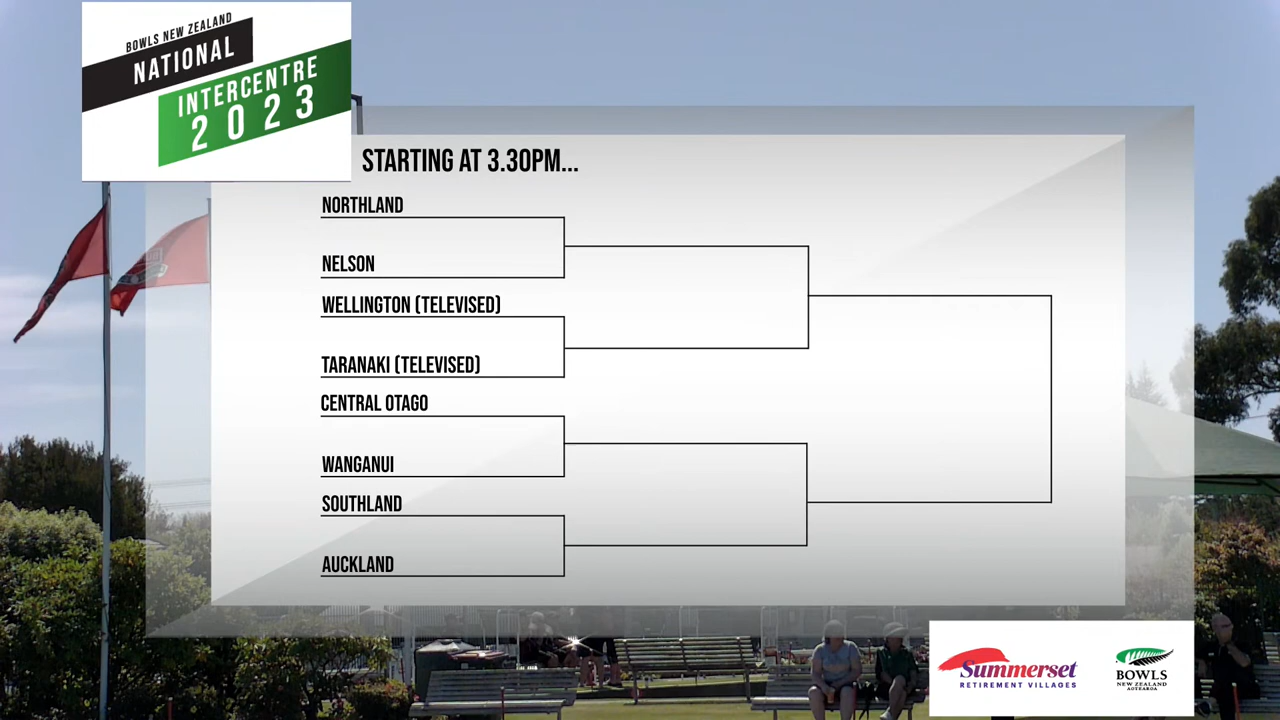 BOWLS NEW ZEALAND
NATIONAL
INTERCENTRE
2023
STARTING AT 3.30PM...
NORTHLAND
NELSON
WELLINGTON (TELEVISED)
TARANAKI (TELEVISED)
CENTRAL OTAGO
WANGANUI
SOUTHLAND
AUCKLAND
Summerset
RETIREMENT VILLAGES
BOWLS
NEW ZEALAND
AOTEAROA